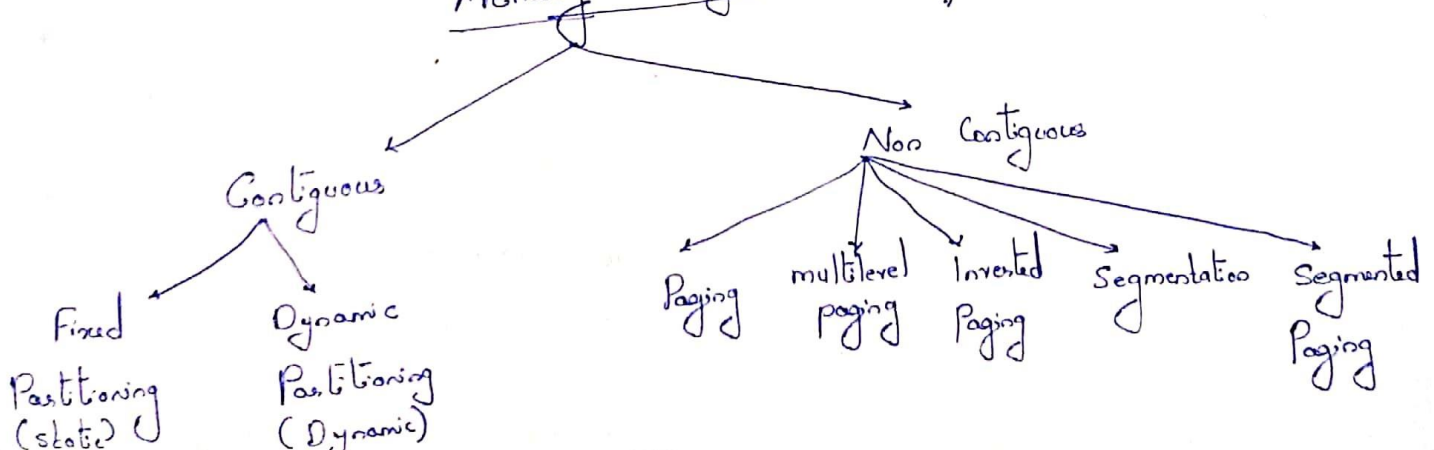 Contiguous
Non Contiguous
Fixed
Partitioning
(static)
Dynamic
Partitioning
(Dynamic)
Paging
multilevel
paging
Inverted
Paging
Segmentation
Segmented
Paging